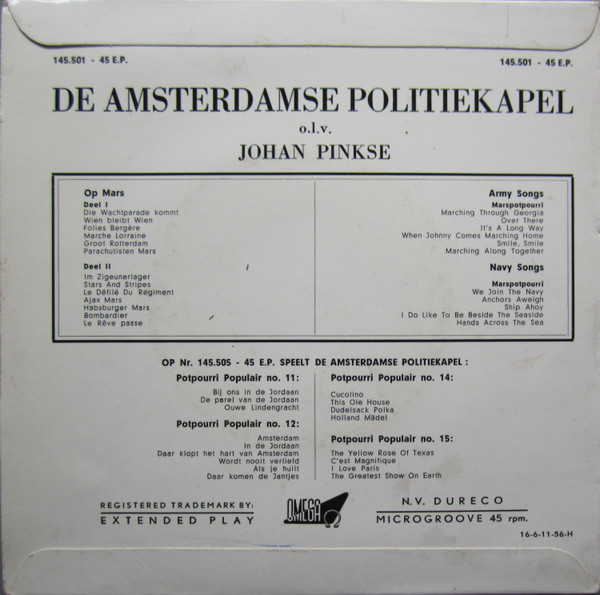 145.501 - 45 E.P.
145.501 - 45 E.P.
DE AMSTERDAMSE POLITIEKAPEL
o.l.v.
JOHAN PINKSE
Op Mars
Deel I
Die Wachtparade kommt
Wien bleibt Wien
Folies Bergère
Marche Lorraine
Groot Rotterdam
Parachutisten Mars
Deel II
Im Zigeunerlager
Stars And Stripes
Le Défilé Du Régiment
Ajax Mars
Habsburger Mars
Bombardier
Le Rêve passe
Army Songs
Marspotpourri
Marching Through Georgia
Over There
It's A Long Way
When Johnny Comes Marching Home
Smile, Smile
Marching Along Together
Navy Songs
Marspotpourri
We Join The Navy
Anchors Aweigh
Ship Ahoy
I Do Like To Be Beside The Seaside
Hands Across The Sea
OP Nr. 145.505 - 45 E.P. SPEELT DE AMSTERDAMSE POLITIEKAPEL :
Potpourri Populair no. 11:
Bij ons in de Jordaan
De parel van de Jordaan
Ouwe Lindengracht
Potpourri Populair no. 12:
Amsterdam
In de Jordaan
Daar klopt het hart van Amsterdam
Wordt nooit verliefd
Als je huilt
Daar komen de Jantjes
Potpourri Populair no. 14:
Cucolino
This Ole House
Dudelsack Polka
Holland Mädel
Potpourri Populair no. 15:
The Yellow Rose Of Texas
C'est Magnifique
I Love Paris
The Greatest Show On Earth
REGISTERED TRADEMARK BY:
EXTENDED PLAY
OMEGA
N.V. DURECO
MICROGROOVE 45 rpm.
16-6-11-56-H